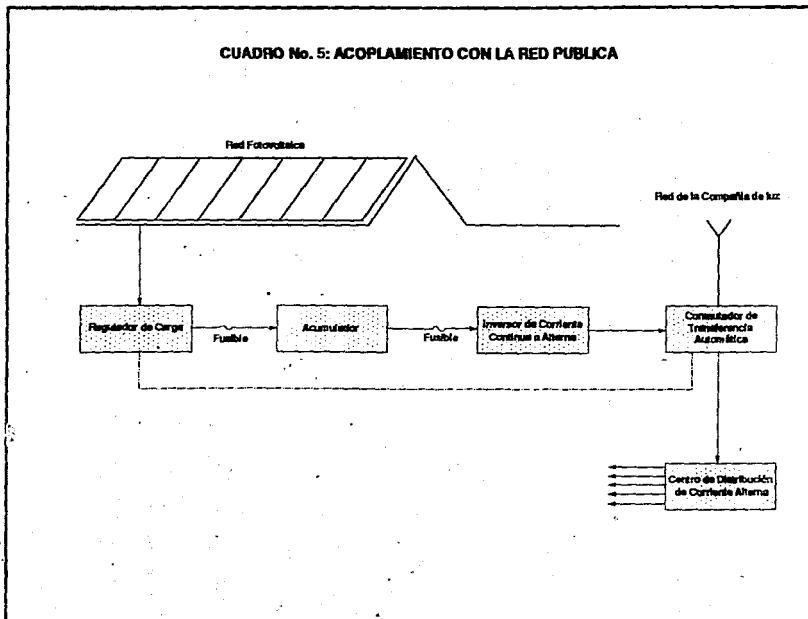 CUADRO No. 5: ACOPLAMIENTO CON LA RED PUBLICA
Red Fotovoltaica
Red de la Compañía de luz
Regulador de Carga
Fusible
Acumulador
Fusible
Inversor de Corriente
Continua a Alterna
Conmutador de
Transferencia
Automática
Centro de Distribución
de Corriente Alterna